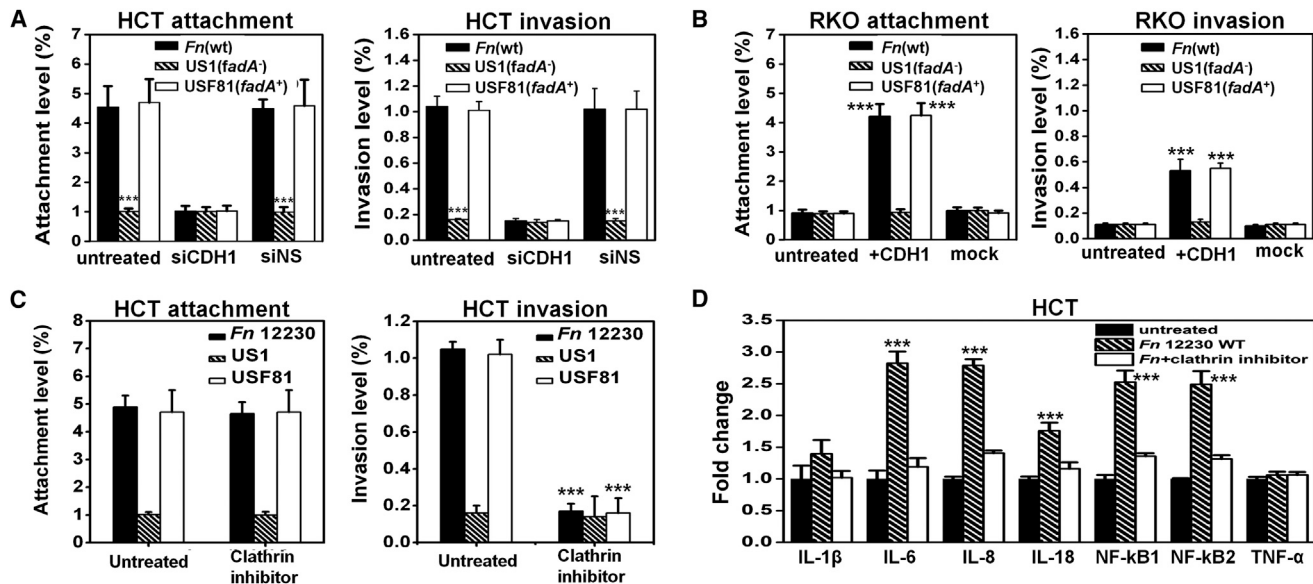 A
HCT attachment
Attachment level (%)
7
6
5
4
3
2
1
0
Fn(wt)
US1(fadA-)
USF81(fadA+)
***
***
untreated
siCDH1
siNS
HCT invasion
Invasion level (%)
1.4
1.2
1.0
0.8
0.6
0.4
0.2
0.0
Fn(wt)
US1(fadA-)
USF81(fadA+)
***
***
untreated
siCDH1
siNS
B
RKO attachment
Attachment level (%)
7
6
5
4
3
2
1
0
Fn(wt)
US1(fadA-)
USF81(fadA+)
***
***
untreated
+CDH1
mock
RKO invasion
Invasion level (%)
1.6
1.4
1.2
1.0
0.8
0.6
0.4
0.2
0.0
Fn(wt)
US1(fadA-)
USF81(fadA+)
***
***
untreated
+CDH1
mock
C
HCT attachment
Attachment level (%)
8
7
6
5
4
3
2
1
0
Fn 12230
US1
USF81
Untreated
Clathrin
inhibitor
HCT invasion
Invasion level (%)
1.2
1.0
0.8
0.6
0.4
0.2
0.0
Fn 12230
US1
USF81
***
***
Untreated
Clathrin
inhibitor
D
HCT
Fold change
3.5
3.0
2.5
2.0
1.5
1.0
0.5
0.0
untreated
Fn 12230 WT
Fn+clathrin inhibitor
***
***
***
***
***
IL-1β
IL-6
IL-8
IL-18
NF-kB1
NF-kB2
TNF-α